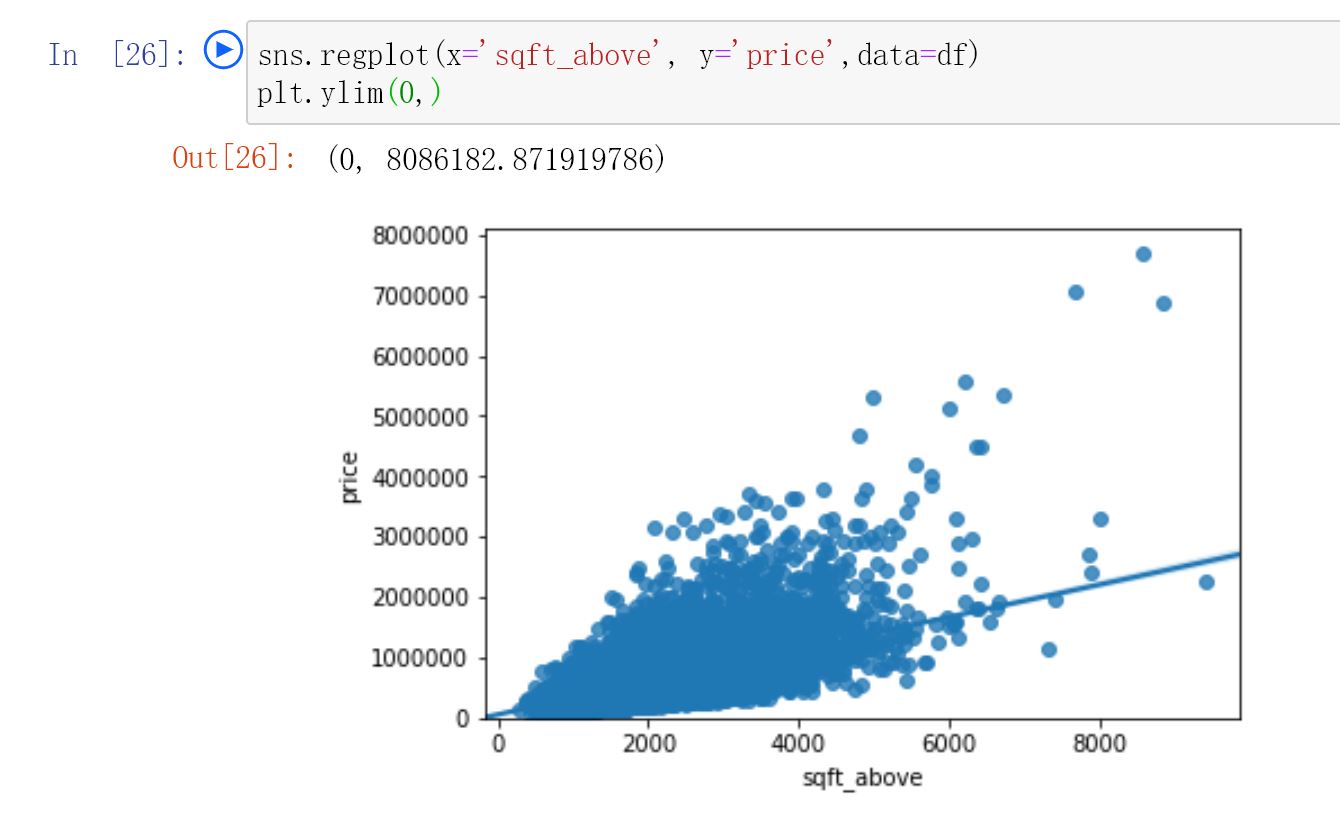 In [26]: sns.regplot(x='sqft_above', y='price',data=df)
plt.ylim(0,)
Out[26]: (0, 8086182.871919786)
8000000
7000000
6000000
5000000
4000000
3000000
2000000
1000000
0
price
0 2000 4000 6000 8000
sqft_above